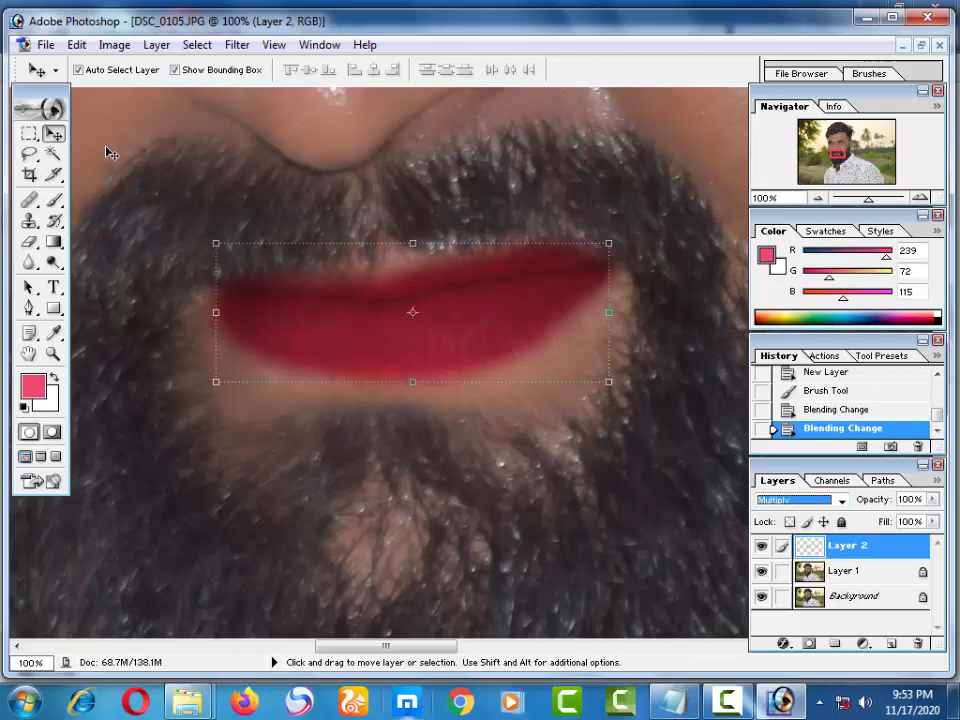 Adobe Photoshop - [DSC_0105.JPG @ 100% (Layer 2, RGB)]
File Edit Image Layer Select Filter View Window Help
Auto Select Layer Show Bounding Box
File Browser Brushes
Navigator Info
100%
Color Swatches Styles
R 239
G 72
B 115
History Actions Tool Presets
New Layer
Brush Tool
Blending Change
Blending Change
Layers Channels Paths
Multiply Opacity: 100%
Lock: Fill: 100%
Layer 2
Layer 1
Background
100% Doc: 68.7M/138.1M Click and drag to move layer or selection. Use Shift and Alt for additional options.
9:53 PM
11/17/2020